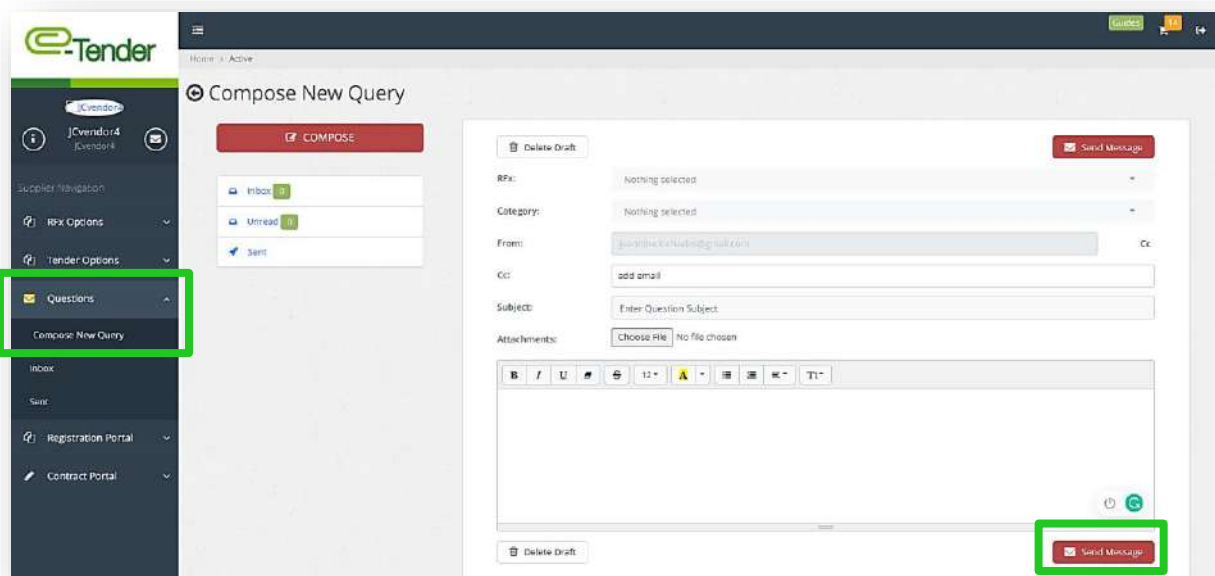 e-Tender
Guides
14
Home > Active
Compose New Query
JCvendor4
JCvendor4
JCvendor4
Supplier Navigation
RFx Options
Tender Options
Questions
Compose New Query
Inbox
Sent
Registration Portal
Contract Portal
COMPOSE
Inbox 0
Unread 0
Sent
Delete Draft
Send Message
RFx:
Nothing selected
Category:
Nothing selected
From:
Cc
Cc:
add email
Subject:
Enter Question Subject
Attachments:
Choose File No file chosen
B I U S 12 A T1
Delete Draft
Send Message